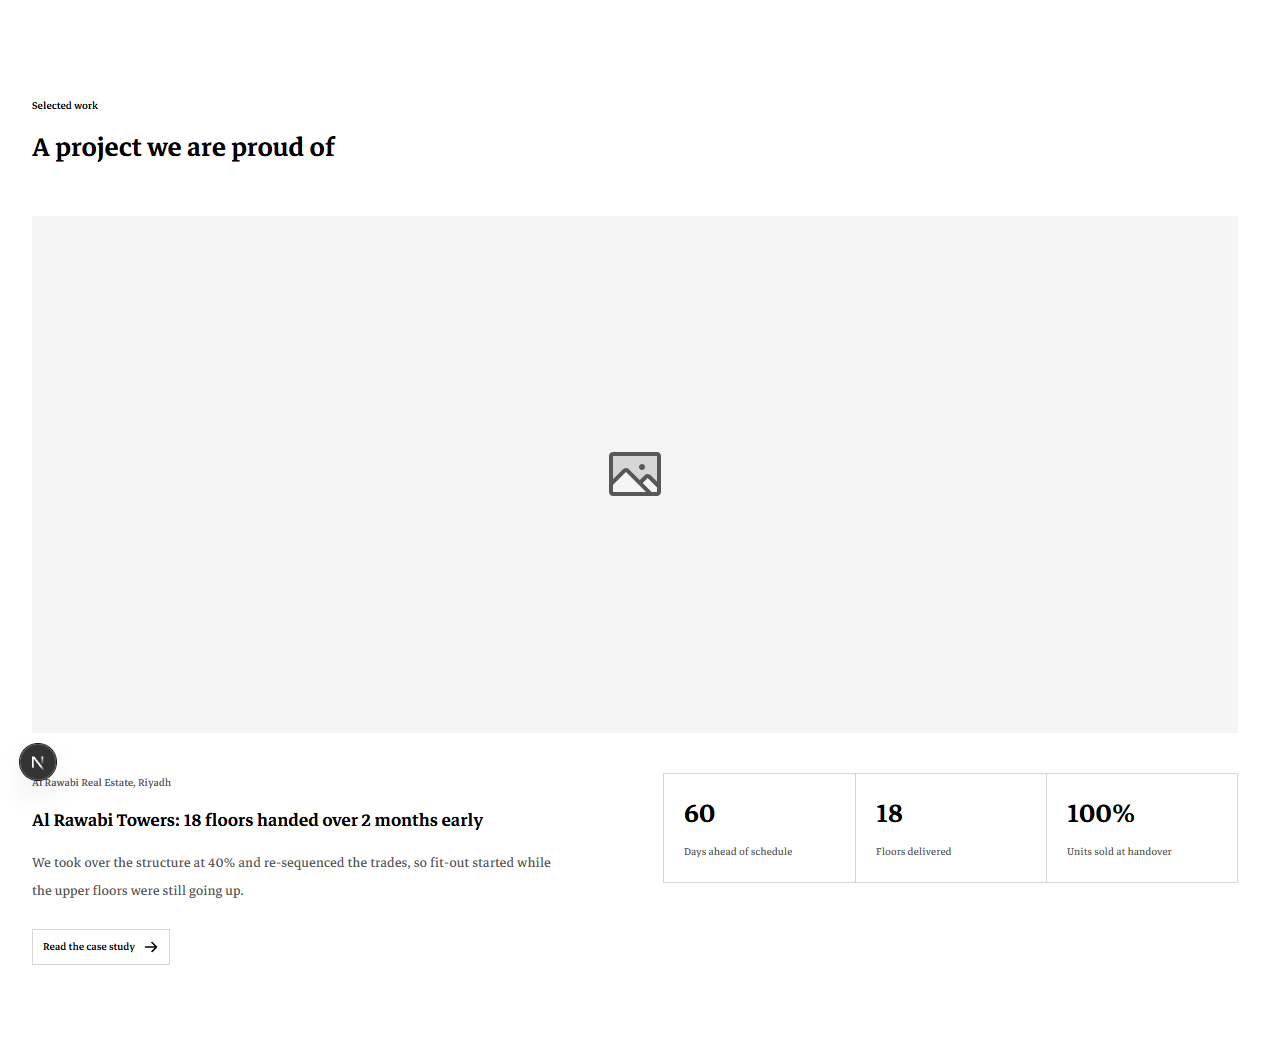 Selected work
A project we are proud of
N
Al Rawabi Real Estate, Riyadh
Al Rawabi Towers: 18 floors handed over 2 months early
We took over the structure at 40% and re-sequenced the trades, so fit-out started while
the upper floors were still going up.
Read the case study
60
Days ahead of schedule
18
Floors delivered
100%
Units sold at handover